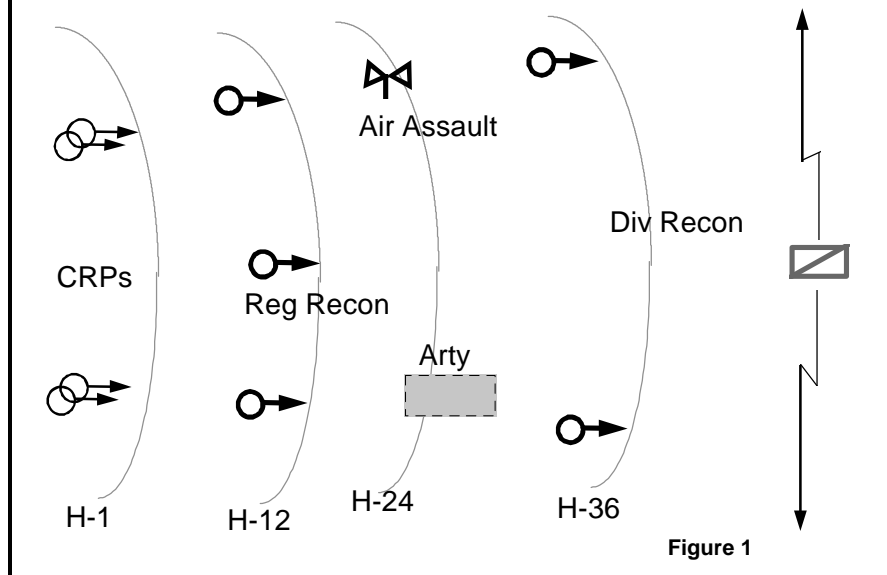 Air Assault
Div Recon
CRPs
Reg Recon
Arty
H-1
H-12
H-24
H-36
Figure 1